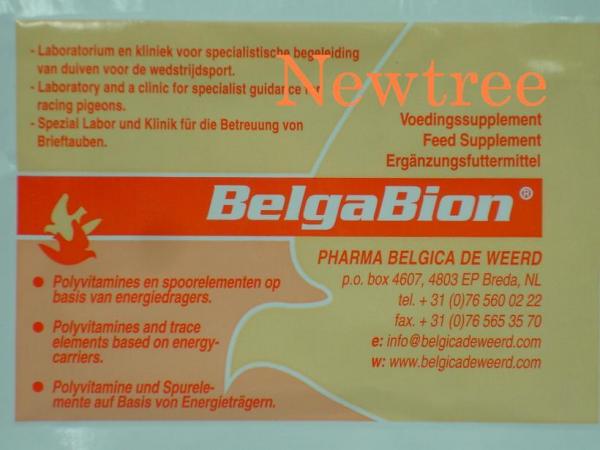 - Laboratorium en kliniek voor specialistische begeleiding
van duiven voor de wedstrijdsport.
- Laboratory and a clinic for specialist guidance for
racing pigeons.
- Spezial Labor und Klinik für die Betreuung von
Brieftauben.
Newtree
Voedingssupplement
Feed Supplement
Ergänzungsfuttermittel
BelgaBion®
PHARMA BELGICA DE WEERD
p.o. box 4607, 4803 EP Breda, NL
tel. + 31 (0)76 560 02 22
fax. + 31 (0)76 565 35 70
e: info@belgicadeweerd.com
w: www.belgicadeweerd.com
● Polyvitamines en spoorelementen op
basis van energiedragers.
● Polyvitamins and trace
elements based on energy-
carriers.
● Polyvitamine und Spurele-
mente auf Basis von Energieträgern.